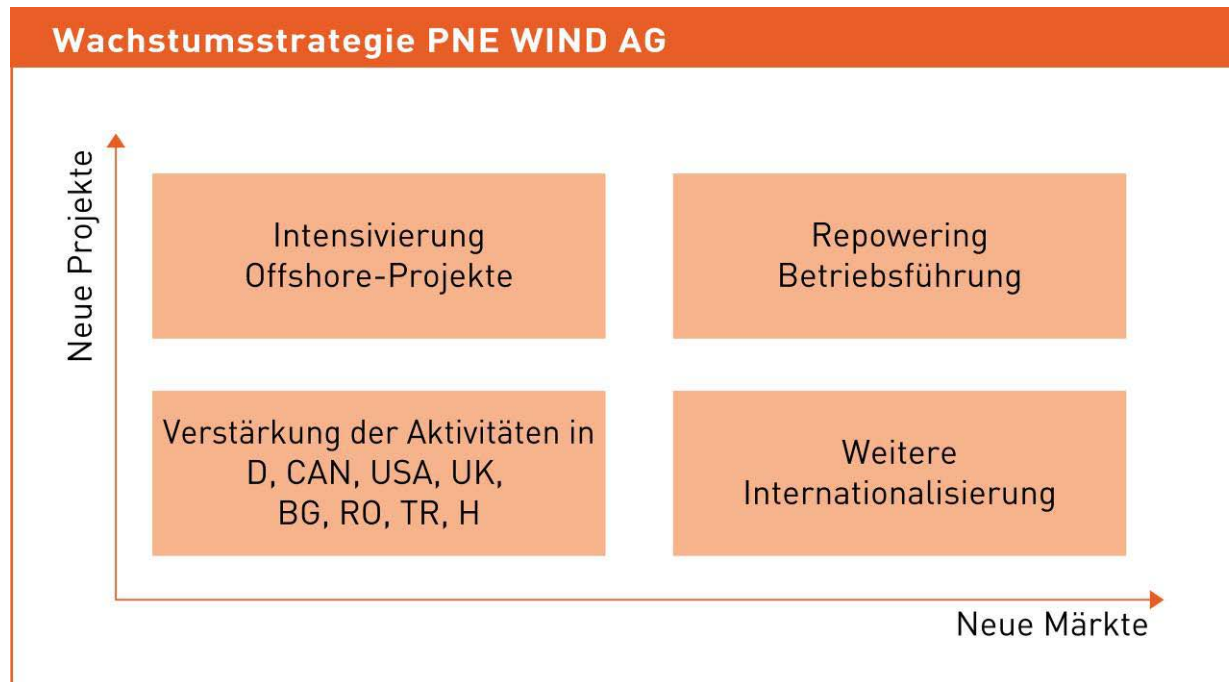 Wachstumsstrategie PNE WIND AG
Neue Projekte
Intensivierung
Offshore-Projekte
Repowering
Betriebsführung
Verstärkung der Aktivitäten in
D, CAN, USA, UK,
BG, RO, TR, H
Weitere
Internationalisierung
Neue Märkte